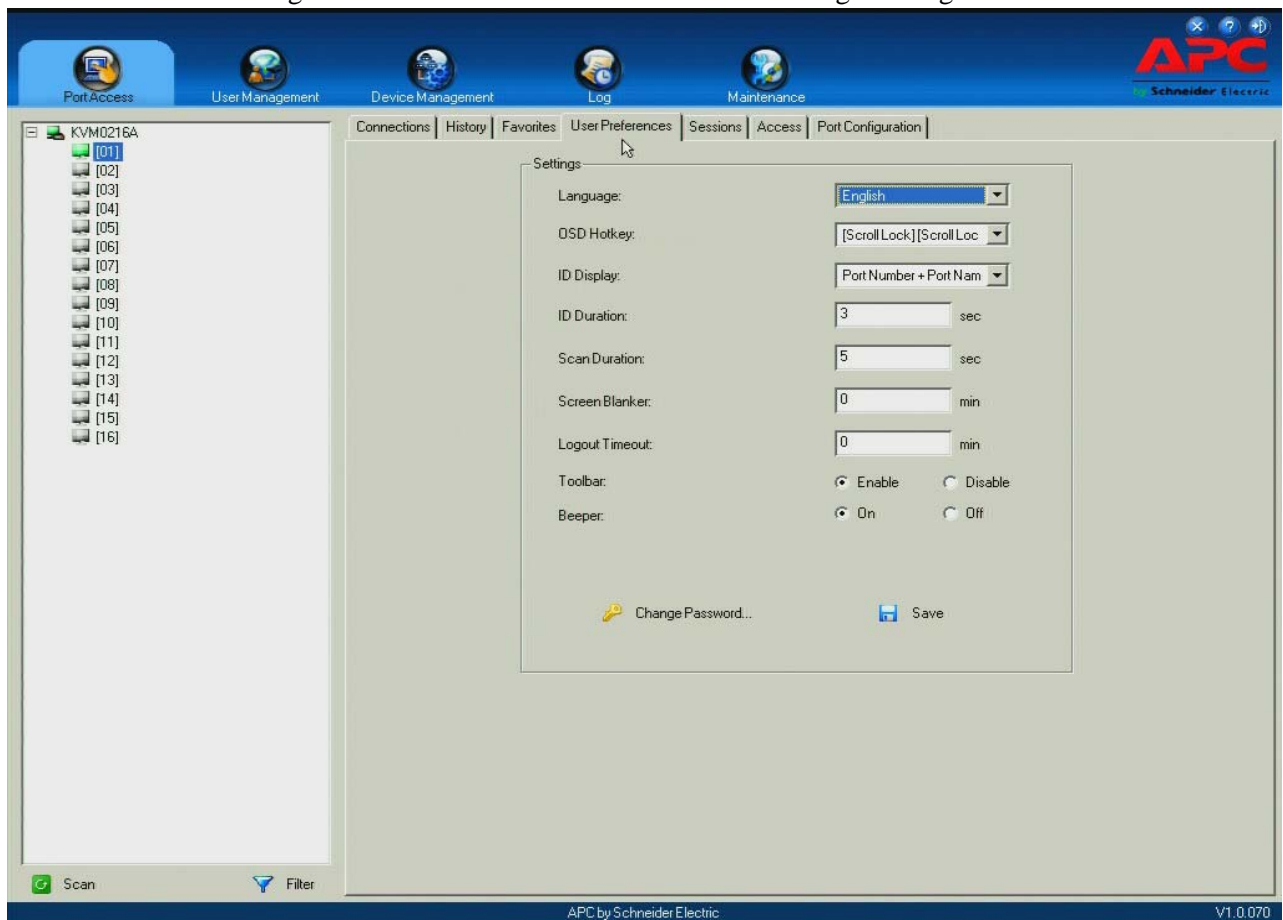 APC
by Schneider Electric
Port Access User Management Device Management Log Maintenance
KVM0216A
[01]
[02]
[03]
[04]
[05]
[06]
[07]
[08]
[09]
[10]
[11]
[12]
[13]
[14]
[15]
[16]
Scan Filter
Connections History Favorites User Preferences Sessions Access Port Configuration
Settings
Language: English
OSD Hotkey: [Scroll Lock] [Scroll Loc
ID Display: Port Number + Port Nam
ID Duration: 3 sec
Scan Duration: 5 sec
Screen Blanker: 0 min
Logout Timeout: 0 min
Toolbar: Enable Disable
Beeper: On Off
Change Password... Save
APC by Schneider Electric V1.0.070